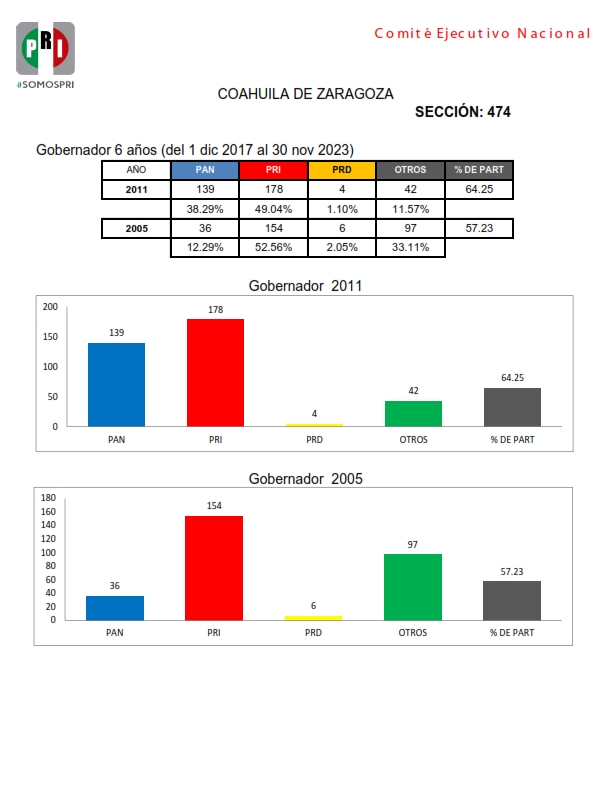 Comité Ejecutivo Nacional
PRI
#SOMOSPRI
COAHUILA DE ZARAGOZA
SECCIÓN: 474
Gobernador 6 años (del 1 dic 2017 al 30 nov 2023)
AÑO PAN PRI PRD OTROS % DE PART
2011 139 178 4 42 64.25
38.29% 49.04% 1.10% 11.57%
2005 36 154 6 97 57.23
12.29% 52.56% 2.05% 33.11%
Gobernador 2011
200
150
100
50
0
139 178 4 42 64.25
PAN PRI PRD OTROS % DE PART
Gobernador 2005
180
160
140
120
100
80
60
40
20
0
36 154 6 97 57.23
PAN PRI PRD OTROS % DE PART